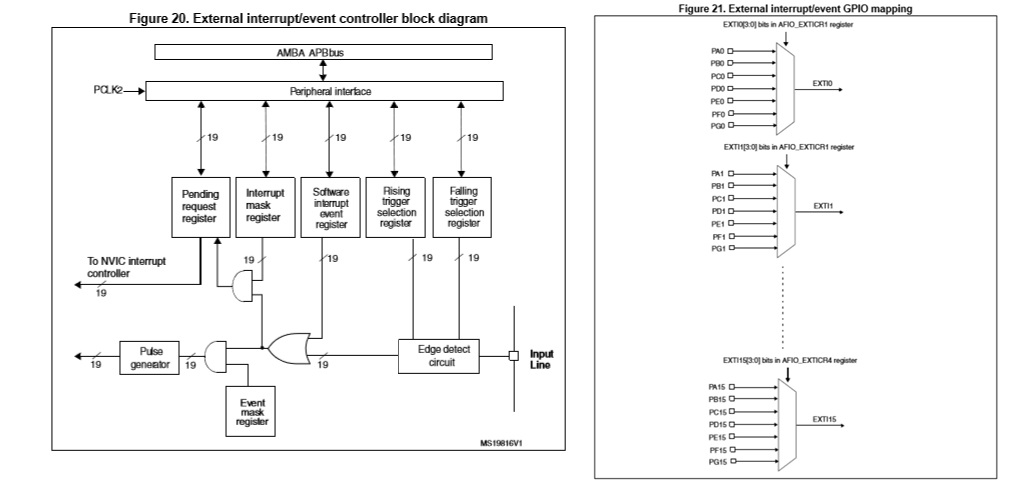 Figure 20. External interrupt/event controller block diagram
AMBA APB bus
PCLK2
Peripheral interface
19
19
19
19
19
Pending
request
register
Interrupt
mask
register
Software
interrupt
event
register
Rising
trigger
selection
register
Falling
trigger
selection
register
To NVIC interrupt
controller
19
19
19
19
19
Pulse
generator
19
19
19
Edge detect
circuit
Input
Line
Event
mask
register
MS19816V1
Figure 21. External interrupt/event GPIO mapping
EXTI0[3:0] bits in AFIO_EXTICR1 register
PA0
PB0
PC0
PD0
PE0
PF0
PG0
EXTI0
EXTI1[3:0] bits in AFIO_EXTICR1 register
PA1
PB1
PC1
PD1
PE1
PF1
PG1
EXTI1
EXTI15[3:0] bits in AFIO_EXTICR4 register
PA15
PB15
PC15
PD15
PE15
PF15
PG15
EXTI15